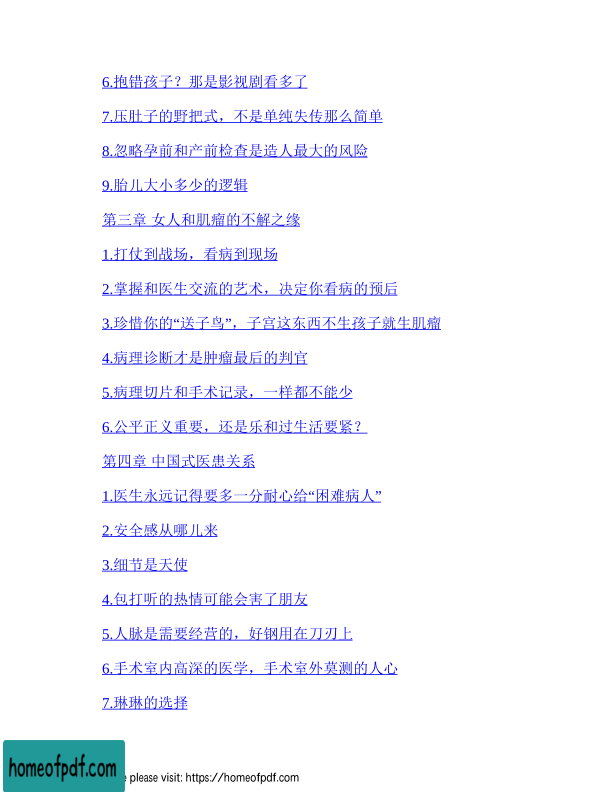 6.抱错孩子？那是影视剧看多了
7.压肚子的野把式，不是单纯失传那么简单
8.忽略孕前和产前检查是造人最大的风险
9.胎儿大小多少的逻辑
第三章 女人和肌瘤的不解之缘
1.打仗到战场，看病到现场
2.掌握和医生交流的艺术，决定你看病的预后
3.珍惜你的“送子鸟”，子宫这东西不生孩子就生肌瘤
4.病理诊断才是肿瘤最后的判官
5.病理切片和手术记录，一样都不能少
6.公平正义重要，还是乐和过生活要紧？
第四章 中国式医患关系
1.医生永远记得要多一分耐心给“困难病人”
2.安全感从哪儿来
3.细节是天使
4.包打听的热情可能会害了朋友
5.人脉是需要经营的，好钢用在刀刃上
6.手术室内高深的医学，手术室外莫测的人心
7.琳琳的选择
homeofpdf.com
please visit: https://homeofpdf.com